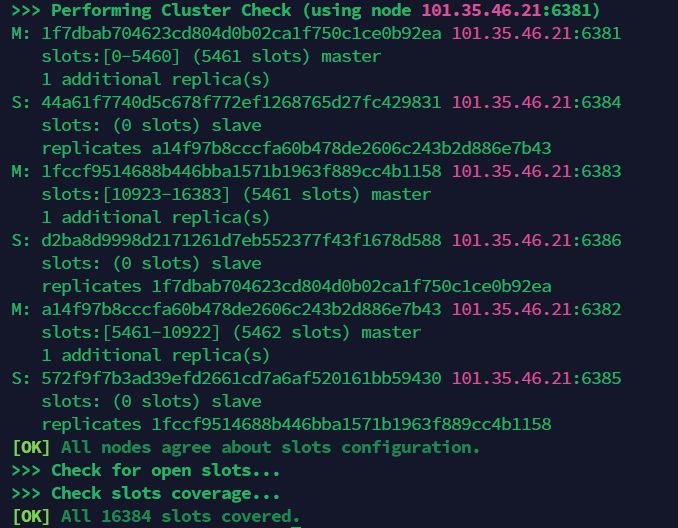 >>> Performing Cluster Check (using node 101.35.46.21:6381)
M: 1f7dbab704623cd804d0b02ca1f750c1ce0b92ea 101.35.46.21:6381
slots:[0-5460] (5461 slots) master
1 additional replica(s)
S: 44a61f7740d5c678f772ef1268765d27fc429831 101.35.46.21:6384
slots: (0 slots) slave
replicates a14f97b8cccfa60b478de2606c243b2d886e7b43
M: 1fccf9514688b446bba1571b1963f889cc4b1158 101.35.46.21:6383
slots:[10923-16383] (5461 slots) master
1 additional replica(s)
S: d2ba8d9998d2171261d7eb552377f43f1678d588 101.35.46.21:6386
slots: (0 slots) slave
replicates 1f7dbab704623cd804d0b02ca1f750c1ce0b92ea
M: a14f97b8cccfa60b478de2606c243b2d886e7b43 101.35.46.21:6382
slots:[5461-10922] (5462 slots) master
1 additional replica(s)
S: 572f9f7b3ad39efd2661cd7a6af520161bb59430 101.35.46.21:6385
slots: (0 slots) slave
replicates 1fccf9514688b446bba1571b1963f889cc4b1158
[OK] All nodes agree about slots configuration.
>>> Check for open slots...
>>> Check slots coverage...
[OK] All 16384 slots covered.